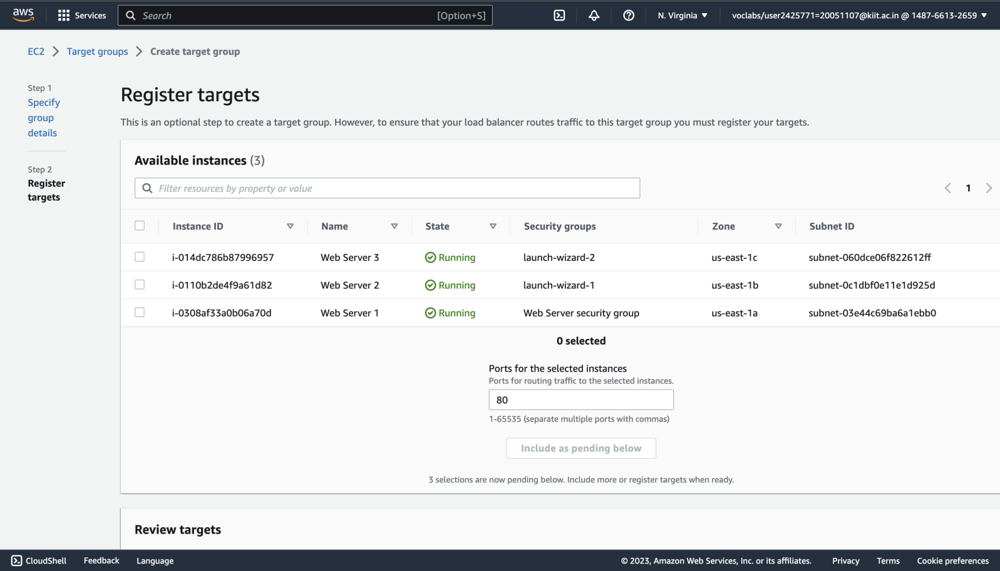 aws
Services
Search
[Option+S]
N. Virginia
voclabs/user2425771=20051107@kiit.ac.in @ 1487-6613-2659
EC2
Target groups
Create target group
Step 1
Specify
group
details
Step 2
Register
targets
Register targets
This is an optional step to create a target group. However, to ensure that your load balancer routes traffic to this target group you must register your targets.
Available instances (3)
Filter resources by property or value
1
Instance ID Name State Security groups Zone Subnet ID
i-014dc786b87996957 Web Server 3 Running launch-wizard-2 us-east-1c subnet-060dce06f822612ff
i-0110b2de4f9a61d82 Web Server 2 Running launch-wizard-1 us-east-1b subnet-0c1dbf0e11e1d925d
i-0308af33a0b06a70d Web Server 1 Running Web Server security group us-east-1a subnet-03e44c69ba6a1ebb0
0 selected
Ports for the selected instances
Ports for routing traffic to the selected instances.
80
1-65535 (separate multiple ports with commas)
Include as pending below
3 selections are now pending below. Include more or register targets when ready.
Review targets
CloudShell
Feedback
Language
© 2023, Amazon Web Services, Inc. or its affiliates.
Privacy
Terms
Cookie preferences